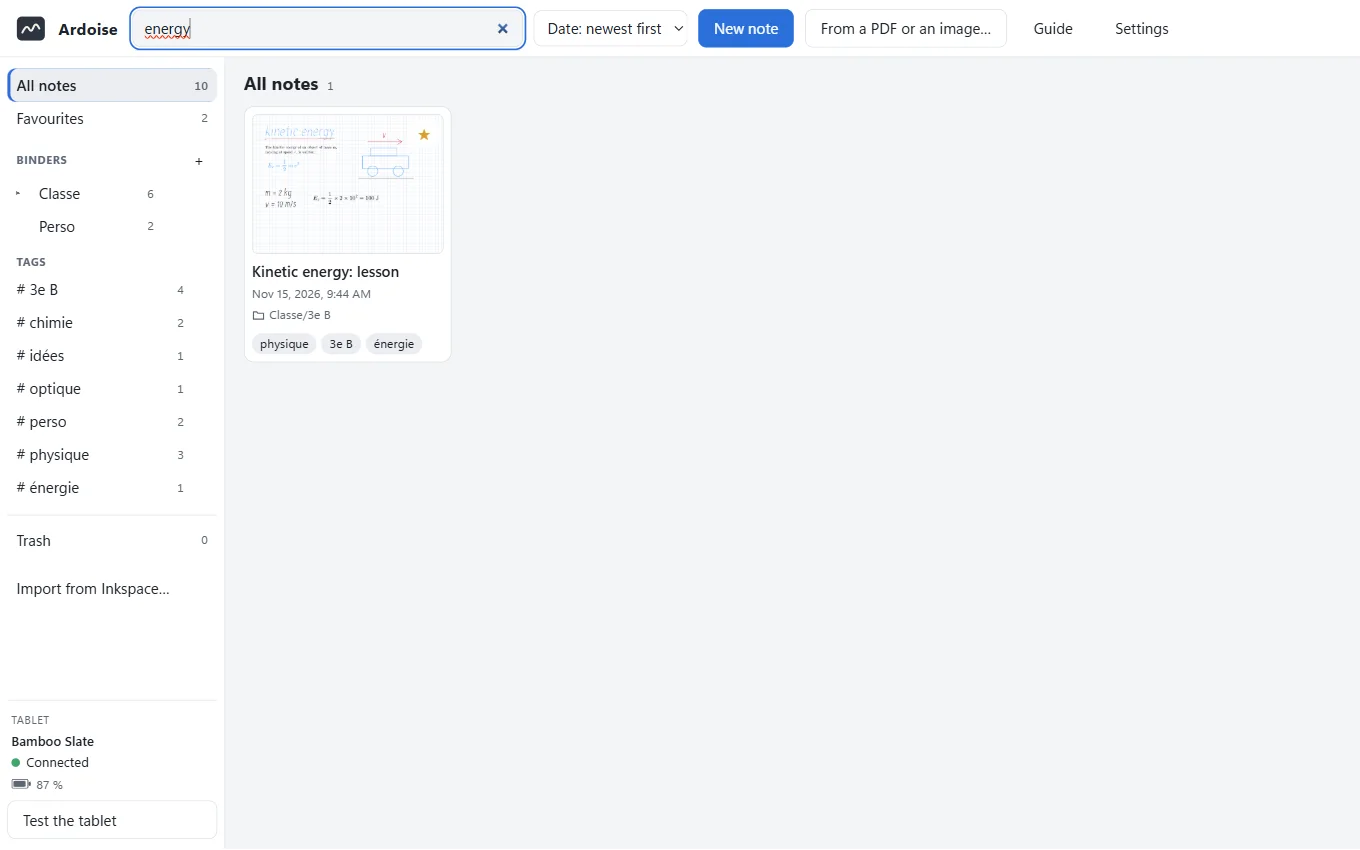 Ardoise
energy
Date: newest first
New note
From a PDF or an image...
Guide
Settings
All notes 10
Favourites 2
BINDERS +
Classe 6
Perso 2
TAGS
# 3e B 4
# chimie 2
# idées 1
# optique 1
# perso 2
# physique 3
# énergie 1
Trash 0
Import from Inkspace...
TABLET
Bamboo Slate
Connected
87 %
Test the tablet
All notes 1
kinetic energy
v
m = 2 kg
v = 10 m/s
Kinetic energy: lesson
Nov 15, 2026, 9:44 AM
Classe/3e B
physique 3e B énergie